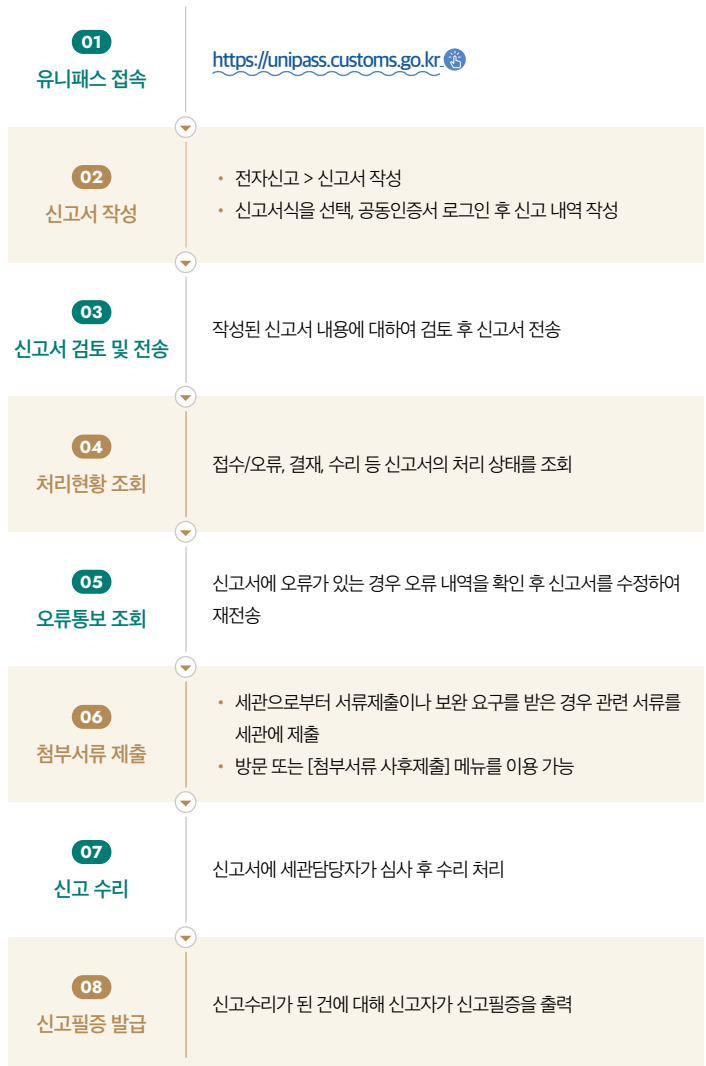 01
유니패스 접속
https://unipass.customs.go.kr
02
신고서 작성
• 전자신고 > 신고서 작성
• 신고서식을 선택, 공동인증서 로그인 후 신고 내역 작성
03
신고서 검토 및 전송
작성된 신고서 내용에 대하여 검토 후 신고서 전송
04
처리현황 조회
접수/오류, 결재, 수리 등 신고서의 처리 상태를 조회
05
오류통보 조회
신고서에 오류가 있는 경우 오류 내역을 확인 후 신고서를 수정하여
재전송
06
첨부서류 제출
• 세관으로부터 서류제출이나 보완 요구를 받은 경우 관련 서류를
세관에 제출
• 방문 또는 [첨부서류 사후제출] 메뉴를 이용 가능
07
신고 수리
신고서에 세관담당자가 심사 후 수리 처리
08
신고필증 발급
신고수리가 된 건에 대해 신고자가 신고필증을 출력